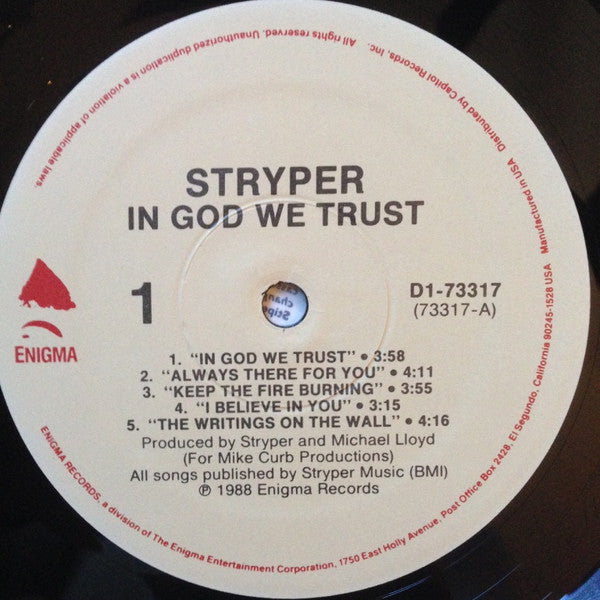 STRYPER
IN GOD WE TRUST
1
D1-73317
(73317-A)
ENIGMA
1. "IN GOD WE TRUST" • 3:58
2. "ALWAYS THERE FOR YOU" • 4:11
3. "KEEP THE FIRE BURNING" • 3:55
4. "I BELIEVE IN YOU" • 3:15
5. "THE WRITINGS ON THE WALL" • 4:16
Produced by Stryper and Michael Lloyd
(For Mike Curb Productions)
All songs published by Stryper Music (BMI)
℗ 1988 Enigma Records
ENIGMA RECORDS, a division of The Enigma Entertainment Corporation, 1750 East Holly Avenue, Post Office Box 2428, El Segundo, California 90245-1528 USA Manufactured in USA Distributed by Capitol Records, Inc. All rights reserved. Unauthorized duplication is a violation of applicable laws.